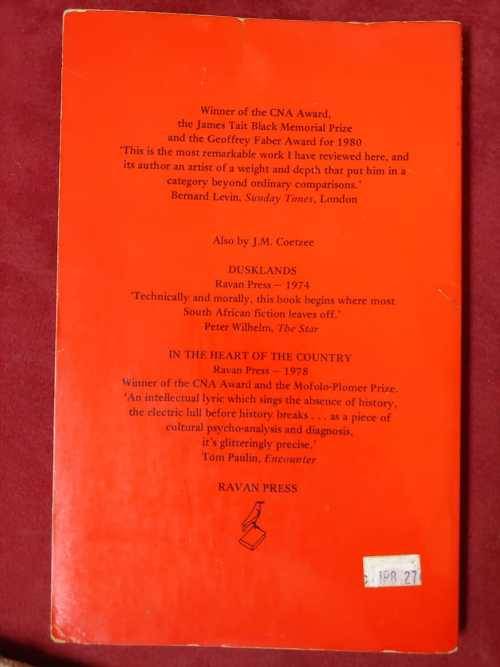 Winner of the CNA Award,
the James Tait Black Memorial Prize
and the Geoffrey Faber Award for 1980
'This is the most remarkable work I have reviewed here, and
its author an artist of a weight and depth that put him in a
category beyond ordinary comparisons.'
Bernard Levin, Sunday Times, London
Also by J.M. Coetzee
DUSKLANDS
Ravan Press — 1974
'Technically and morally, this book begins where most
South African fiction leaves off.'
Peter Wilhelm, The Star
IN THE HEART OF THE COUNTRY
Ravan Press — 1978
Winner of the CNA Award and the Mofolo-Plomer Prize.
'An intellectual lyric which sings the absence of history,
the electric lull before history breaks . . . as a piece of
cultural psycho-analysis and diagnosis,
it's glitteringly precise.'
Tom Paulin, Encounter
RAVAN PRESS
27